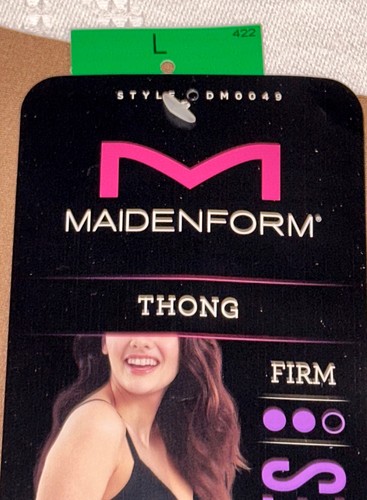 L
422
STYLE DM0049
MAIDENFORM®
THONG
FIRM